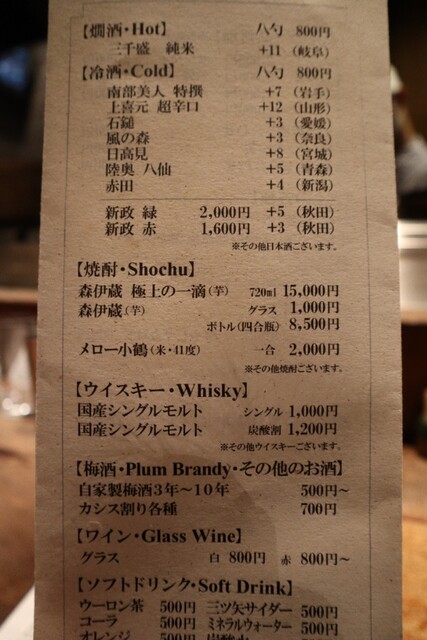 【燗酒・Hot】 八勺 800円
三千盛 純米 +11 (岐阜)
【冷酒・Cold】 八勺 800円
南部美人 特撰 +7 (岩手)
上喜元 超辛口 +12 (山形)
石鎚 +3 (愛媛)
風の森 +3 (奈良)
日高見 +8 (宮城)
陸奥 八仙 +5 (青森)
赤田 +4 (新潟)
新政 緑 2,000円 +5 (秋田)
新政 赤 1,600円 +3 (秋田)
※その他日本酒ございます。
【焼酎・Shochu】
森伊蔵 極上の一滴(芋) 720ml 15,000円
森伊蔵(芋) グラス 1,000円
ボトル(四合瓶) 8,500円
メロー小鶴(米・41度) 一合 2,000円
※その他焼酎ございます。
【ウイスキー・Whisky】
国産シングルモルト シングル 1,000円
国産シングルモルト 炭酸割 1,200円
※その他ウイスキーございます。
【梅酒・Plum Brandy・その他のお酒】
自家製梅酒3年〜10年 500円〜
カシス割り各種 700円
【ワイン・Glass Wine】
グラス 白 800円 赤 800円〜
【ソフトドリンク・Soft Drink】
ウーロン茶 500円 三ツ矢サイダー 500円
コーラ 500円 ミネラルウォーター 500円
オレンジ 500円 炭酸水 500円